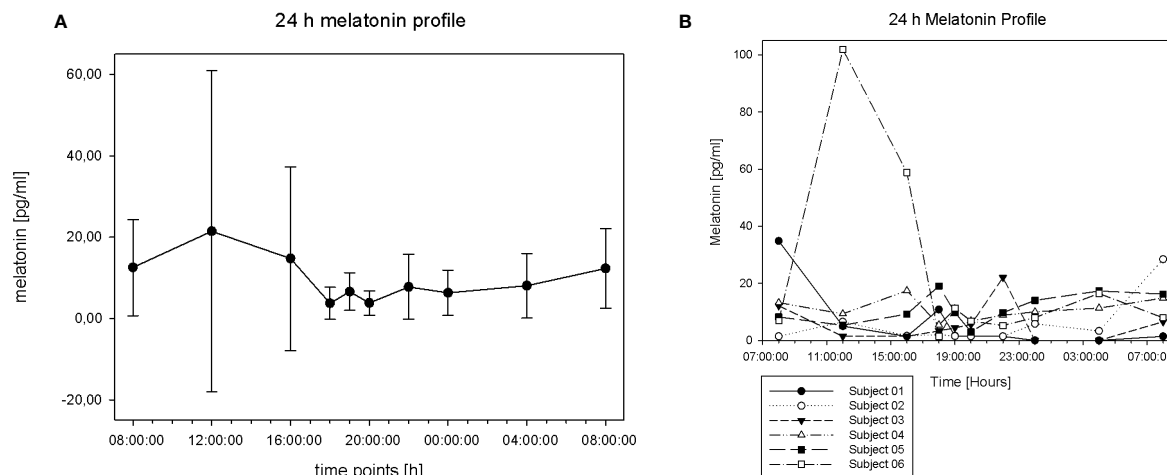 A
24 h melatonin profile
melatonin [pg/ml]
60,00
40,00
20,00
0,00
-20,00
08:00:00
12:00:00
16:00:00
20:00:00
00:00:00
04:00:00
08:00:00
time points [h]
B
24 h Melatonin Profile
Melatonin [pg/ml]
100
80
60
40
20
0
07:00:00
11:00:00
15:00:00
19:00:00
23:00:00
03:00:00
07:00:0
Time [Hours]
Subject 01
Subject 02
Subject 03
Subject 04
Subject 05
Subject 06